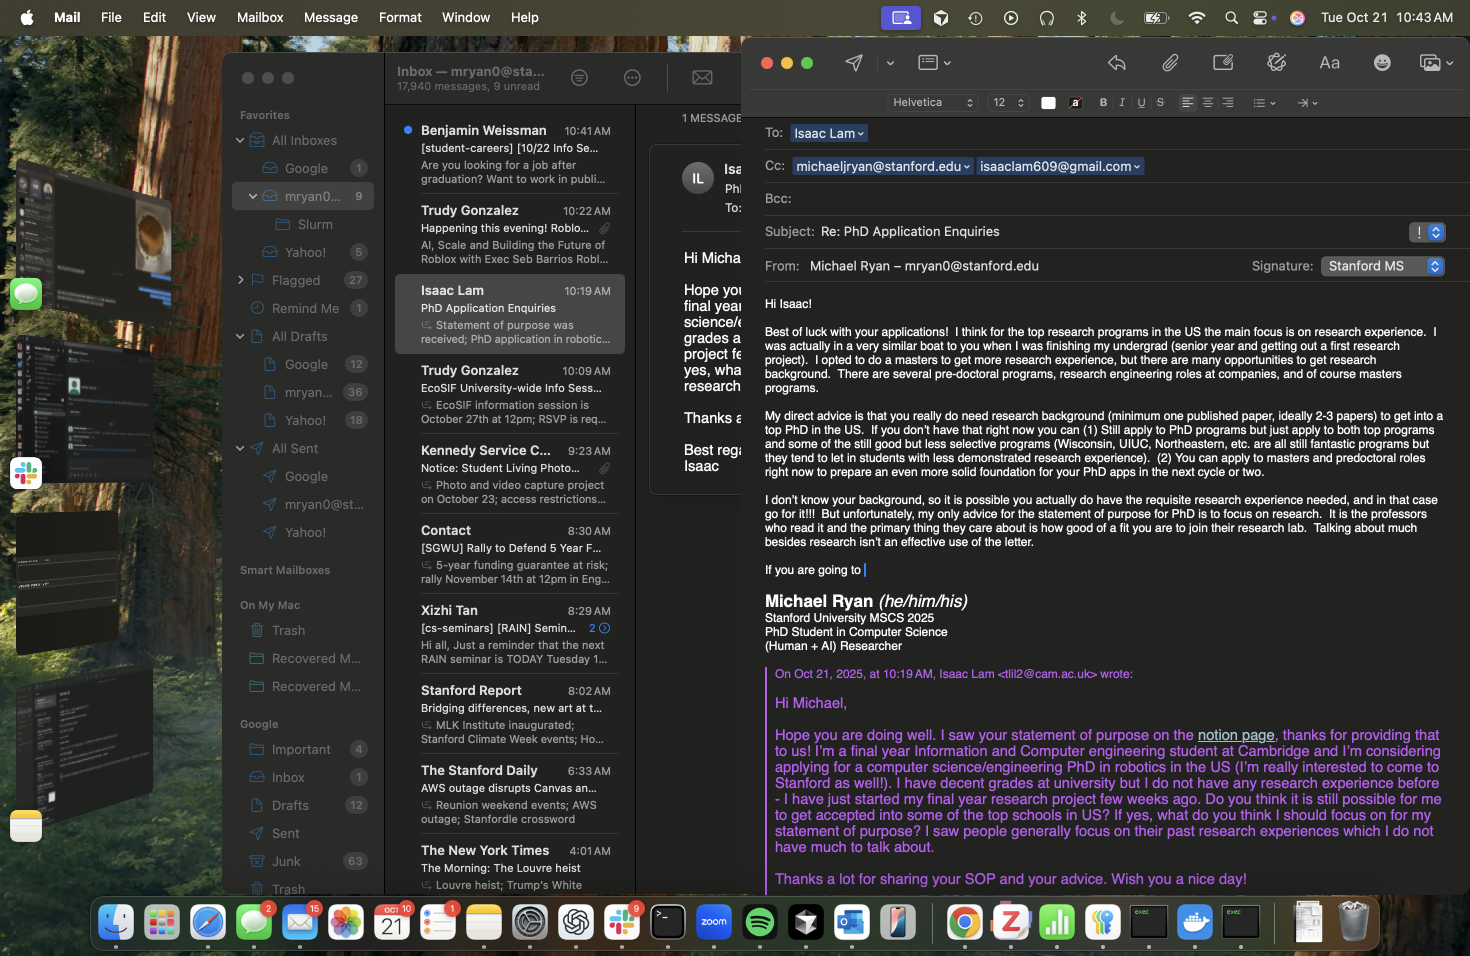 Mail File Edit View Mailbox Message Format Window Help
Tue Oct 21 10:43 AM
Favorites
All Inboxes
Google 1
mryan0... 9
Slurm
Yahoo! 5
Flagged 27
Remind Me 1
All Drafts
Google 12
mryan... 36
Yahoo! 18
All Sent
Google
mryan0@st...
Yahoo!
Smart Mailboxes
On My Mac
Trash
Recovered M...
Recovered M...
Google
Important 4
Inbox 1
Drafts 12
Sent
Junk 63
Trash
Inbox — mryan0@sta...
17,940 messages, 9 unread
Benjamin Weissman 10:41 AM
[student-careers] [10/22 Info Se...
Are you looking for a job after
graduation? Want to work in publi...
Trudy Gonzalez 10:22 AM
Happening this evening! Roblo...
AI, Scale and Building the Future of
Roblox with Exec Seb Barrios Robl...
Isaac Lam 10:19 AM
PhD Application Enquiries
Statement of purpose was
received; PhD application in robotic...
Trudy Gonzalez 10:09 AM
EcoSIF University-wide Info Sess...
EcoSIF information session is
October 27th at 12pm; RSVP is req...
Kennedy Service C... 9:23 AM
Notice: Student Living Photo...
Photo and video capture project
on October 23; access restrictions...
Contact 8:30 AM
[SGWU] Rally to Defend 5 Year F...
5-year funding guarantee at risk;
rally November 14th at 12pm in Eng...
Xizhi Tan 8:29 AM
[cs-seminars] [RAIN] Semin... 2
Hi all, Just a reminder that the next
RAIN seminar is TODAY Tuesday 1...
Stanford Report 8:02 AM
Bridging differences, new art at t...
MLK Institute inaugurated;
Stanford Climate Week events; Ho...
The Stanford Daily 6:33 AM
AWS outage disrupts Canvas an...
Reunion weekend events; AWS
outage; Stanfordle crossword
The New York Times 4:01 AM
The Morning: The Louvre heist
Louvre heist; Trump's White
1 MESSAGE
IL
Isa
Ph
To:
Hi Micha
Hope you
final year
science/e
grades a
project fe
yes, wha
research
Thanks a
Best rega
Isaac
Helvetica 12 a B I U S
Aa
To: Isaac Lam
Cc: michaeljryan@stanford.edu isaaclam609@gmail.com
Bcc:
Subject: Re: PhD Application Enquiries !
From: Michael Ryan – mryan0@stanford.edu Signature: Stanford MS
Hi Isaac!
Best of luck with your applications! I think for the top research programs in the US the main focus is on research experience. I
was actually in a very similar boat to you when I was finishing my undergrad (senior year and getting out a first research
project). I opted to do a masters to get more research experience, but there are many opportunities to get research
background. There are several pre-doctoral programs, research engineering roles at companies, and of course masters
programs.
My direct advice is that you really do need research background (minimum one published paper, ideally 2-3 papers) to get into a
top PhD in the US. If you don't have that right now you can (1) Still apply to PhD programs but just apply to both top programs
and some of the still good but less selective programs (Wisconsin, UIUC, Northeastern, etc. are all still fantastic programs but
they tend to let in students with less demonstrated research experience). (2) You can apply to masters and predoctoral roles
right now to prepare an even more solid foundation for your PhD apps in the next cycle or two.
I don't know your background, so it is possible you actually do have the requisite research experience needed, and in that case
go for it!!! But unfortunately, my only advice for the statement of purpose for PhD is to focus on research. It is the professors
who read it and the primary thing they care about is how good of a fit you are to join their research lab. Talking about much
besides research isn't an effective use of the letter.
If you are going to
Michael Ryan (he/him/his)
Stanford University MSCS 2025
PhD Student in Computer Science
(Human + AI) Researcher
On Oct 21, 2025, at 10:19 AM, Isaac Lam <tlil2@cam.ac.uk> wrote:
Hi Michael,
Hope you are doing well. I saw your statement of purpose on the notion page, thanks for providing that
to us! I'm a final year Information and Computer engineering student at Cambridge and I'm considering
applying for a computer science/engineering PhD in robotics in the US (I'm really interested to come to
Stanford as well!). I have decent grades at university but I do not have any research experience before
- I have just started my final year research project few weeks ago. Do you think it is still possible for me
to get accepted into some of the top schools in US? If yes, what do you think I should focus on for my
statement of purpose? I saw people generally focus on their past research experiences which I do not
have much to talk about.
Thanks a lot for sharing your SOP and your advice. Wish you a nice day!
2 15 OCT 10 21 1 9 zoom Z exec exec